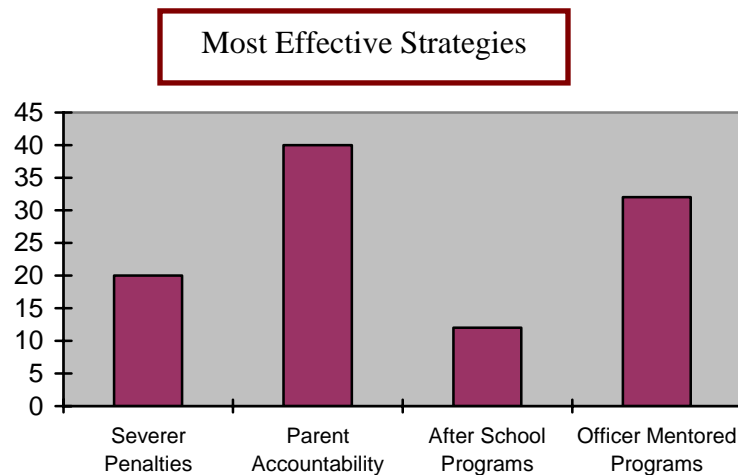 Most Effective Strategies
45
40
35
30
25
20
15
10
5
0
Severer
Penalties
Parent
Accountability
After School
Programs
Officer Mentored
Programs